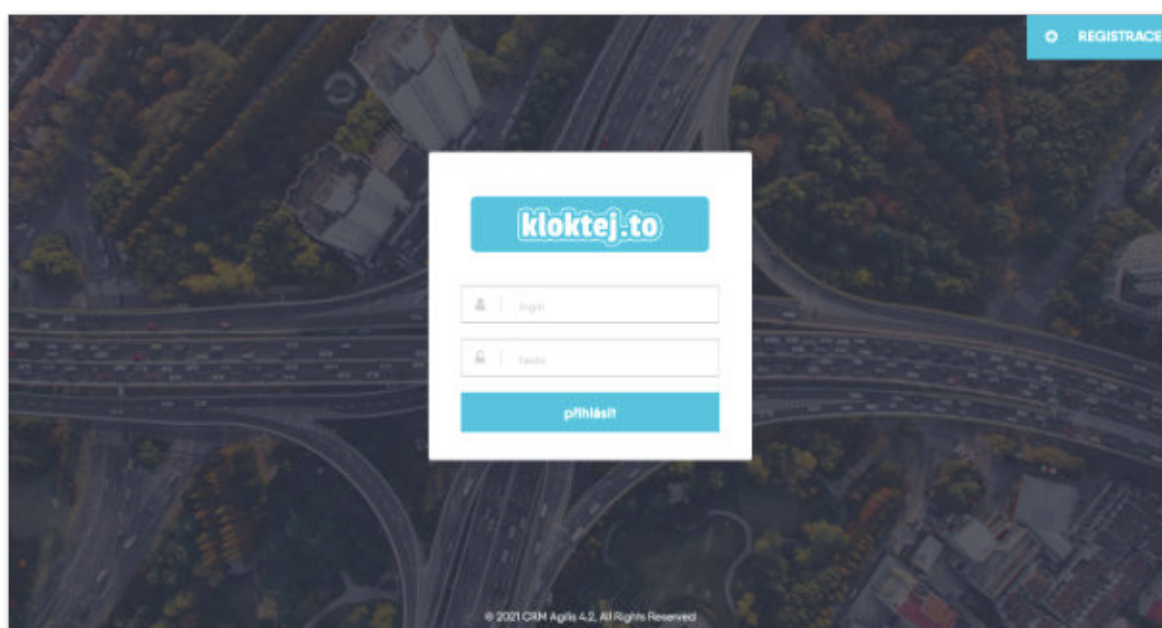 REGISTRACE
kloktej.to
login
heslo
přihlásit
© 2021 CRM Agilis 4.2, All Rights Reserved